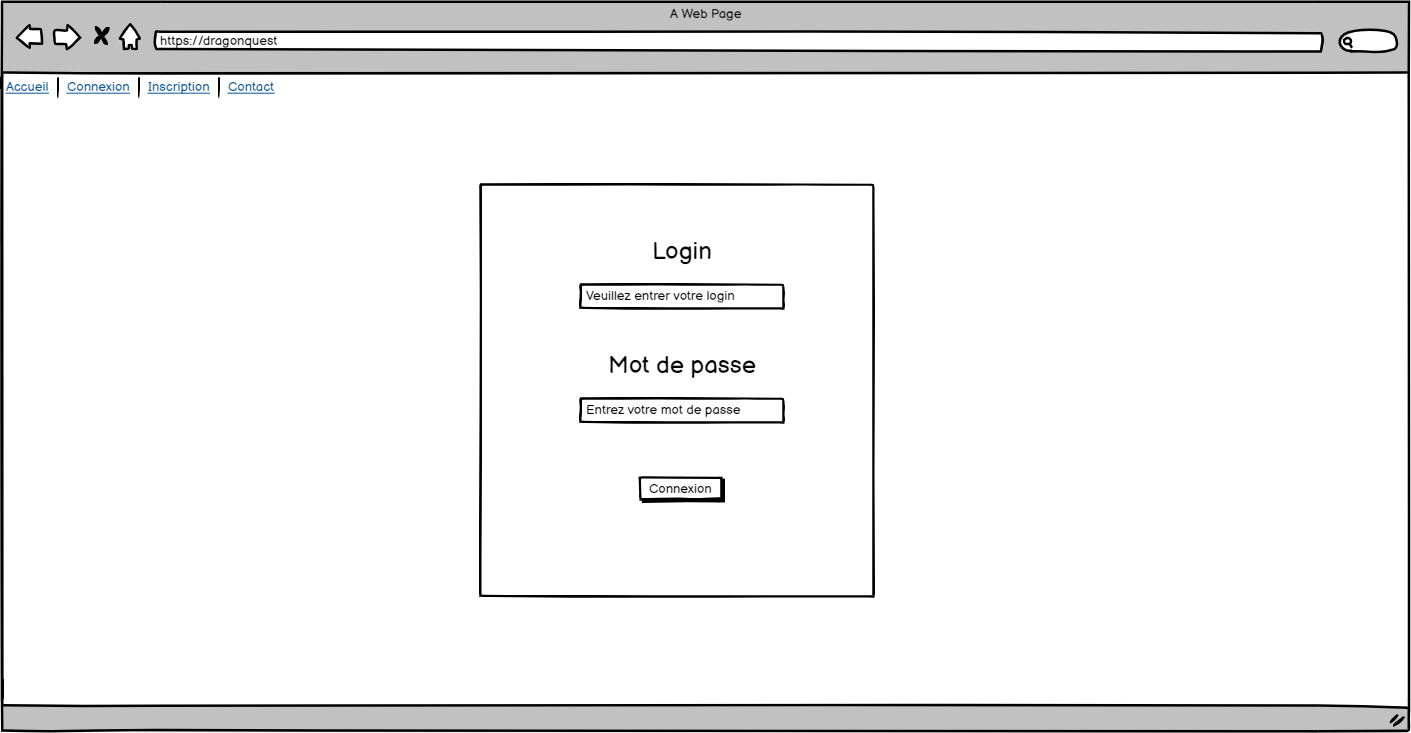 A Web Page
https://dragonquest
Accueil Connexion Inscription Contact
Login
Veuillez entrer votre login
Mot de passe
Entrez votre mot de passe
Connexion